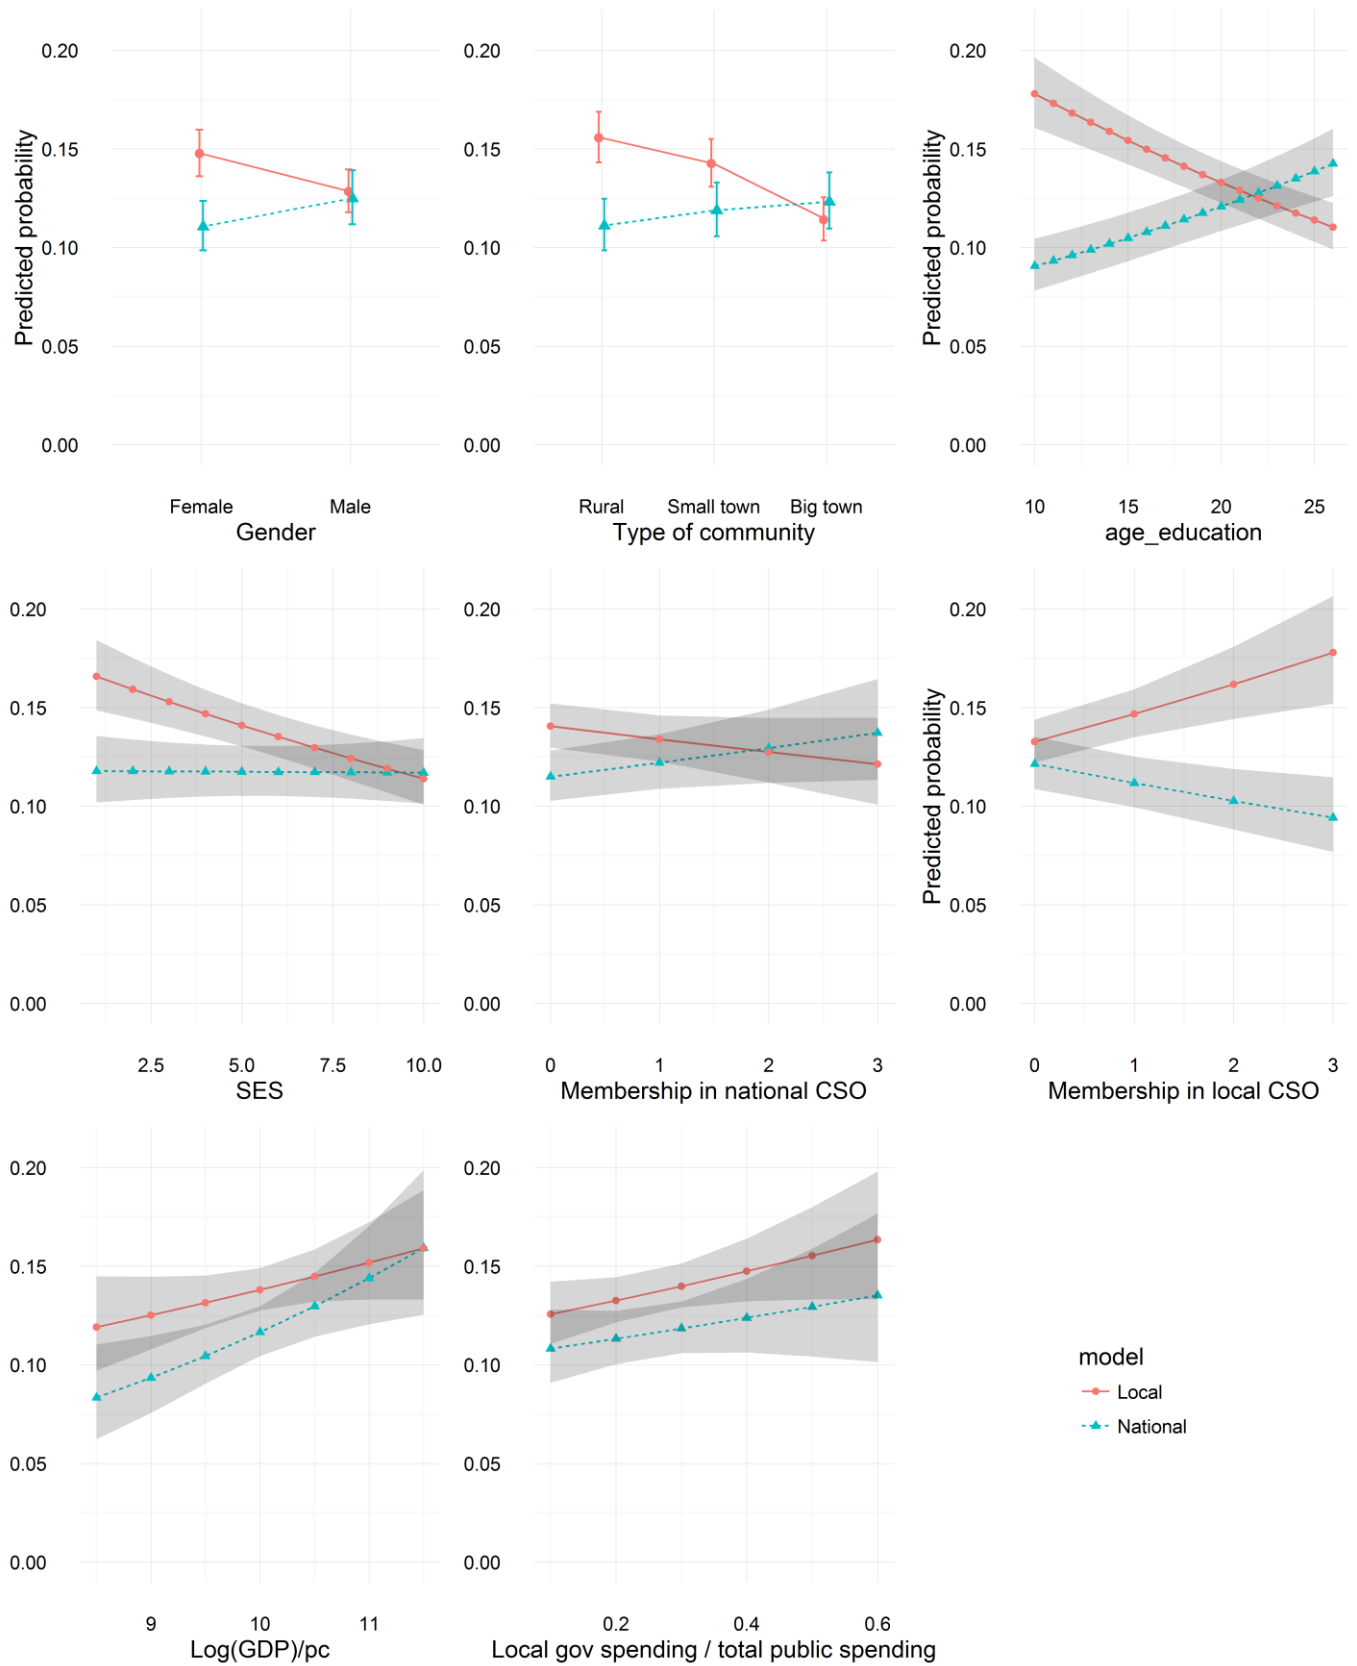 Predicted probability
0.20
0.15
0.10
0.05
0.00
Female Male
Gender
0.20
0.15
0.10
0.05
0.00
Rural Small town Big town
Type of community
Predicted probability
0.20
0.15
0.10
0.05
0.00
10 15 20 25
age_education
0.20
0.15
0.10
0.05
0.00
2.5 5.0 7.5 10.0
SES
0.20
0.15
0.10
0.05
0.00
0 1 2 3
Membership in national CSO
Predicted probability
0.20
0.15
0.10
0.05
0.00
0 1 2 3
Membership in local CSO
0.20
0.15
0.10
0.05
0.00
9 10 11
Log(GDP)/pc
0.20
0.15
0.10
0.05
0.00
0.2 0.4 0.6
Local gov spending / total public spending
model
Local
National